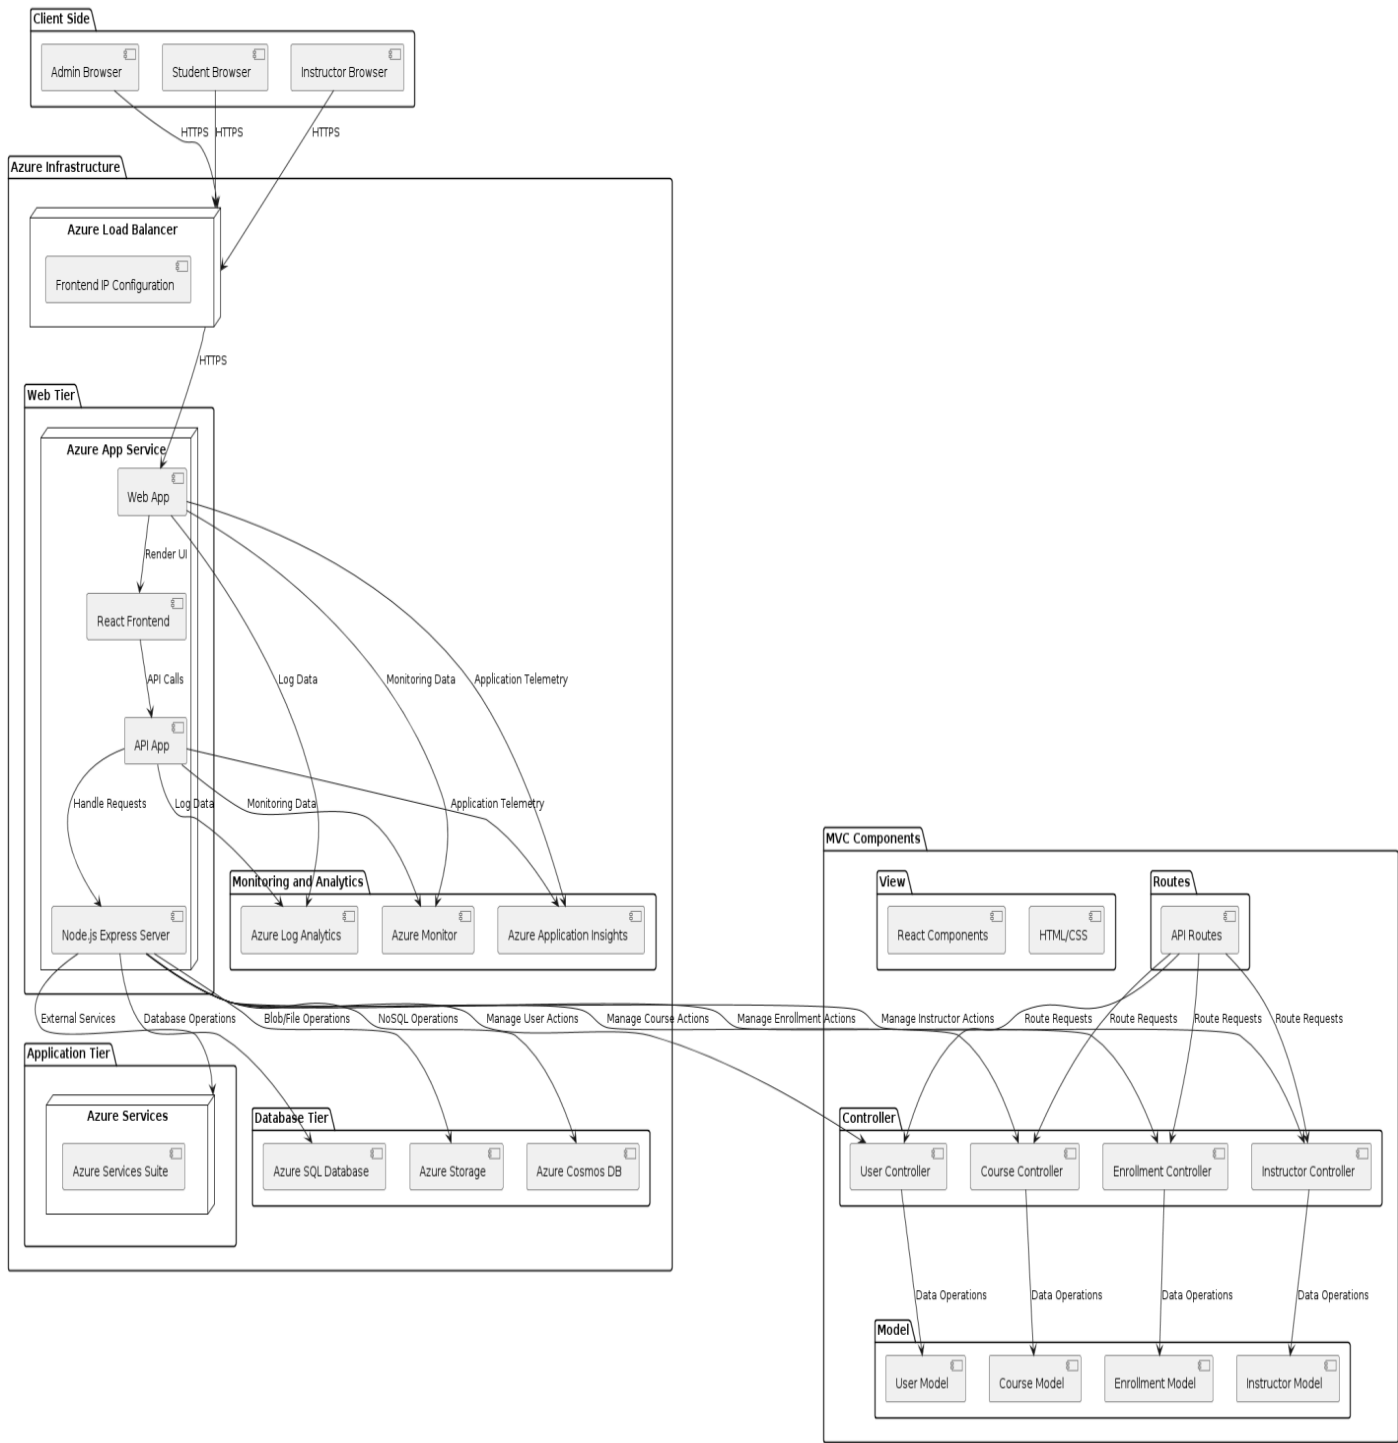 Client Side
Admin Browser
Student Browser
Instructor Browser
HTTPS
HTTPS
HTTPS
Azure Infrastructure
Azure Load Balancer
Frontend IP Configuration
HTTPS
Web Tier
Azure App Service
Web App
Render UI
React Frontend
API Calls
Log Data
Monitoring Data
Application Telemetry
API App
Handle Requests
Log Data
Monitoring Data
Application Telemetry
MVC Components
Monitoring and Analytics
View
Routes
Node.js Express Server
Azure Log Analytics
Azure Monitor
Azure Application Insights
React Components
HTML/CSS
API Routes
External Services
Database Operations
Blob/File Operations
NoSQL Operations
Manage User Actions
Manage Course Actions
Manage Enrollment Actions
Manage Instructor Actions
Route Requests
Route Requests
Route Requests
Route Requests
Application Tier
Azure Services
Database Tier
Controller
Azure Services Suite
Azure SQL Database
Azure Storage
Azure Cosmos DB
User Controller
Course Controller
Enrollment Controller
Instructor Controller
Data Operations
Data Operations
Data Operations
Data Operations
Model
User Model
Course Model
Enrollment Model
Instructor Model